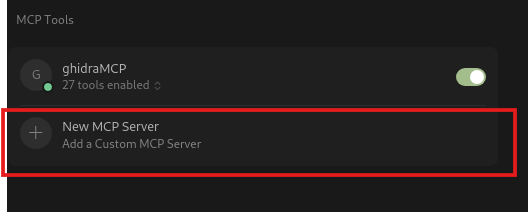 MCP Tools
G
ghidraMCP
27 tools enabled
New MCP Server
Add a Custom MCP Server